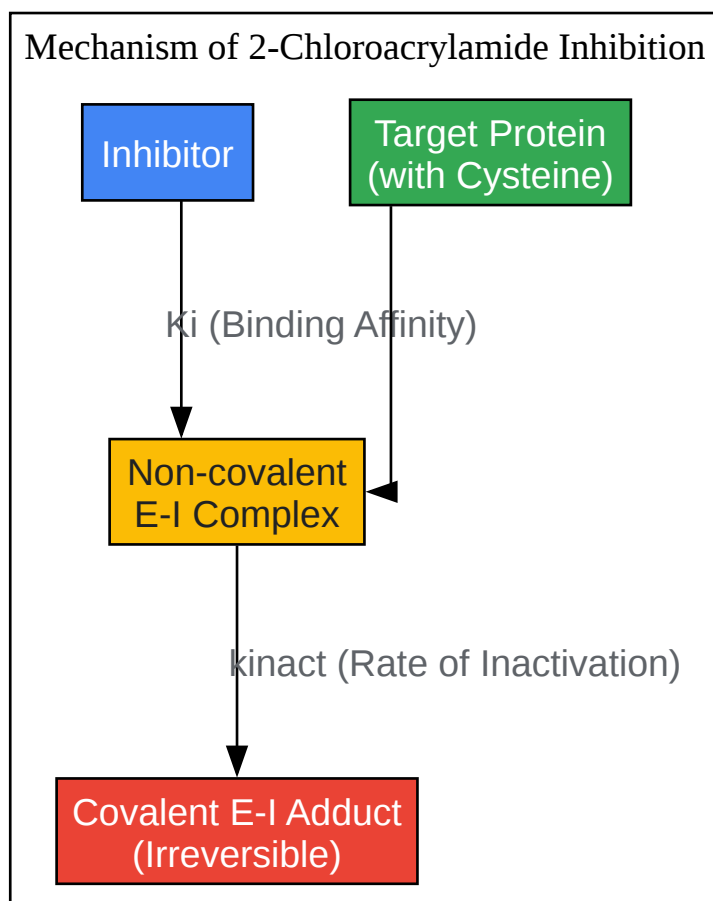 Mechanism of 2-Chloroacrylamide Inhibition
Inhibitor
Target Protein
(with Cysteine)
Ki (Binding Affinity)
Non-covalent
E-I Complex
kinact (Rate of Inactivation)
Covalent E-I Adduct
(Irreversible)